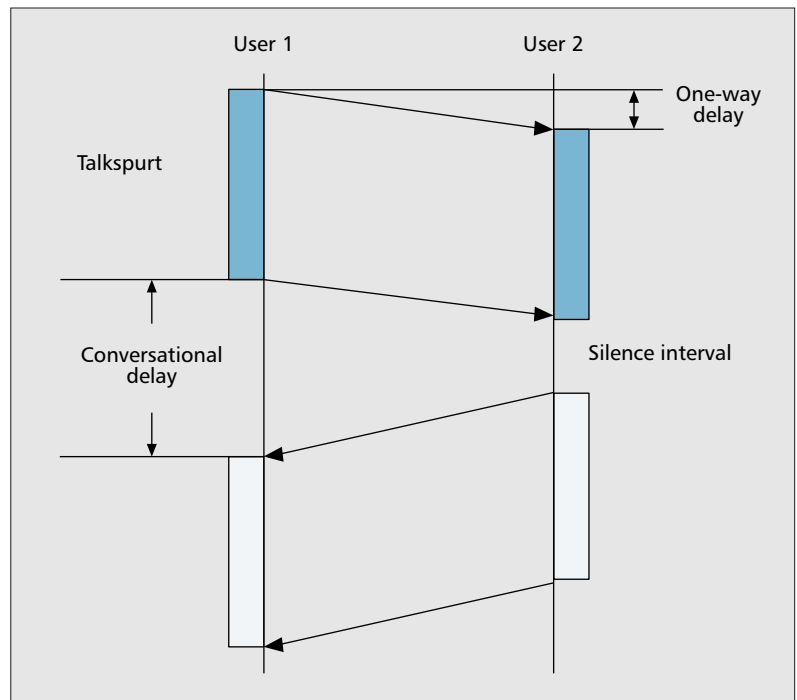 User 1
User 2
One-way
delay
Talkspurt
Conversational
delay
Silence interval